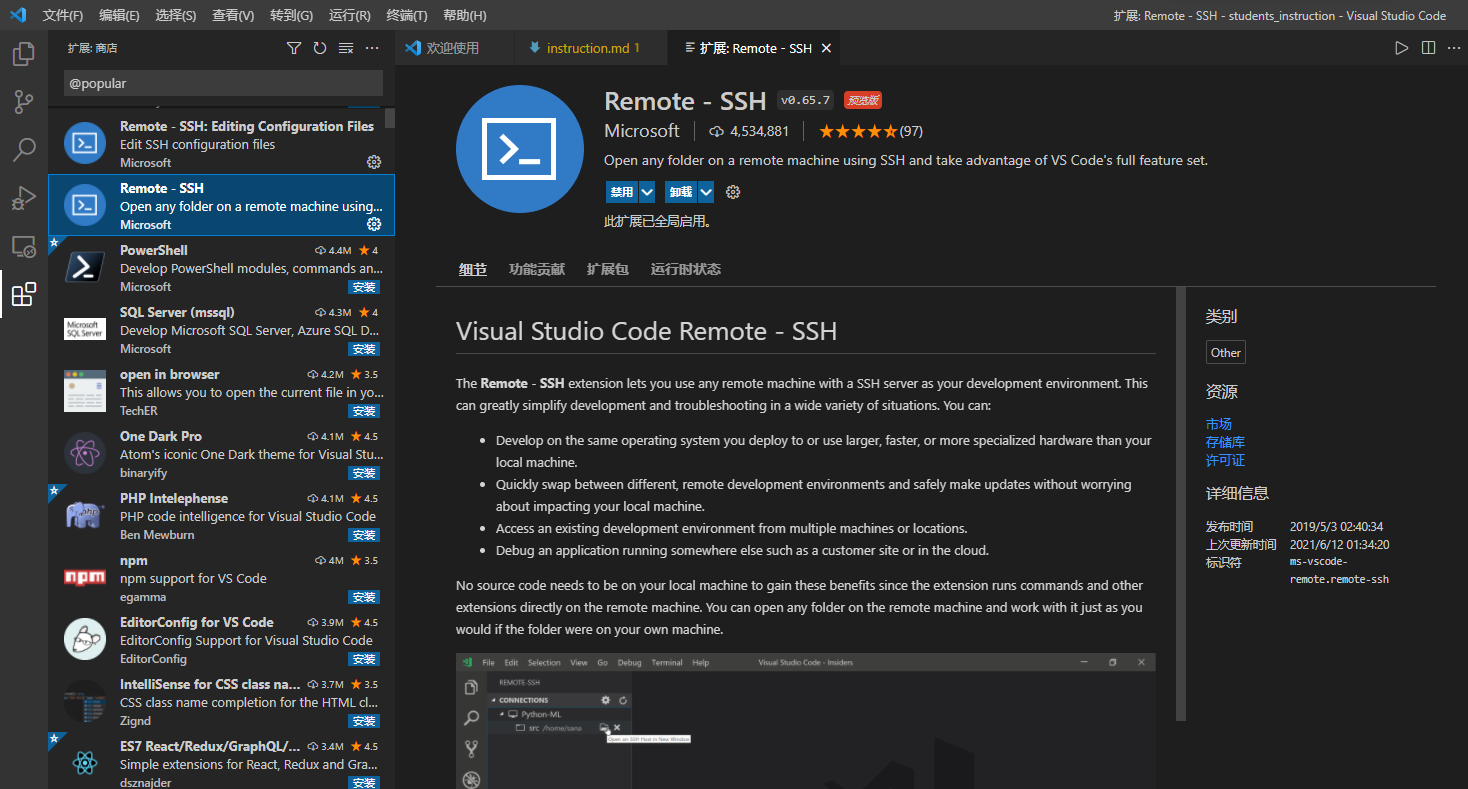 文件(F) 编辑(E) 选择(S) 查看(V) 转到(G) 运行(R) 终端(T) 帮助(H) 扩展: Remote - SSH - students_instruction - Visual Studio Code
扩展: 商店
@popular
Remote - SSH: Editing Configuration Files
Edit SSH configuration files
Microsoft
Remote - SSH
Open any folder on a remote machine using...
Microsoft
PowerShell 4.4M 4
Develop PowerShell modules, commands an...
Microsoft 安装
SQL Server (mssql) 4.3M 4
Develop Microsoft SQL Server, Azure SQL D...
Microsoft 安装
Microsoft
SQL Server
open in browser 4.2M 3.5
This allows you to open the current file in yo...
TechER 安装
One Dark Pro 4.1M 4.5
Atom's iconic One Dark theme for Visual Stu...
binaryify 安装
PHP Intelephense 4.1M 4.5
PHP code intelligence for Visual Studio Code
Ben Mewburn 安装
php
npm 4M 3.5
npm support for VS Code
egamma 安装
npm
EditorConfig for VS Code 3.9M 4.5
EditorConfig Support for Visual Studio Code
EditorConfig 安装
IntelliSense for CSS class na... 3.7M 3.5
CSS class name completion for the HTML cl...
Zignd 安装
ES7 React/Redux/GraphQL/... 3.4M 4.5
Simple extensions for React, Redux and Gra...
dsznajder 安装
欢迎使用 instruction.md 1 扩展: Remote - SSH
Remote - SSH v0.65.7 预览版
Microsoft 4,534,881 (97)
Open any folder on a remote machine using SSH and take advantage of VS Code's full feature set.
禁用 卸载
此扩展已全局启用。
细节 功能贡献 扩展包 运行时状态
Visual Studio Code Remote - SSH
The Remote - SSH extension lets you use any remote machine with a SSH server as your development environment. This
can greatly simplify development and troubleshooting in a wide variety of situations. You can:
• Develop on the same operating system you deploy to or use larger, faster, or more specialized hardware than your
local machine.
• Quickly swap between different, remote development environments and safely make updates without worrying
about impacting your local machine.
• Access an existing development environment from multiple machines or locations.
• Debug an application running somewhere else such as a customer site or in the cloud.
No source code needs to be on your local machine to gain these benefits since the extension runs commands and other
extensions directly on the remote machine. You can open any folder on the remote machine and work with it just as you
would if the folder were on your own machine.
File Edit Selection View Go Debug Terminal Help Visual Studio Code - Insiders
REMOTE-SSH
CONNECTIONS
Python-ML
src /home/sana
Open an SSH Host in New Window
类别
Other
资源
市场
存储库
许可证
详细信息
发布时间 2019/5/3 02:40:34
上次更新时间 2021/6/12 01:34:20
标识符 ms-vscode-
remote.remote-ssh